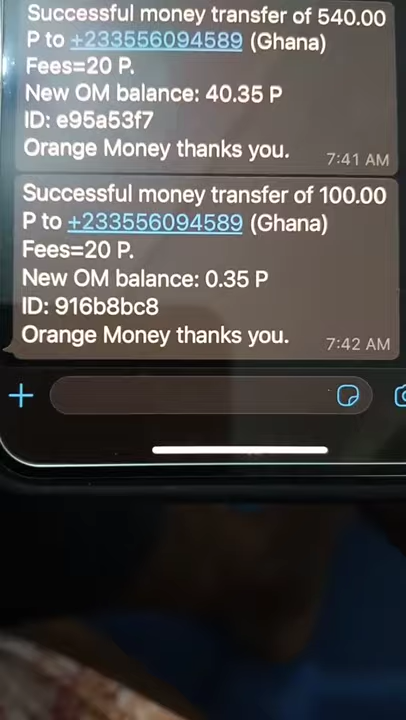 Successful money transfer of 540.00
P to +233556094589 (Ghana)
Fees=20 P.
New OM balance: 40.35 P
ID: e95a53f7
Orange Money thanks you.
7:41 AM
Successful money transfer of 100.00
P to +233556094589 (Ghana)
Fees=20 P.
New OM balance: 0.35 P
ID: 916b8bc8
Orange Money thanks you.
7:42 AM